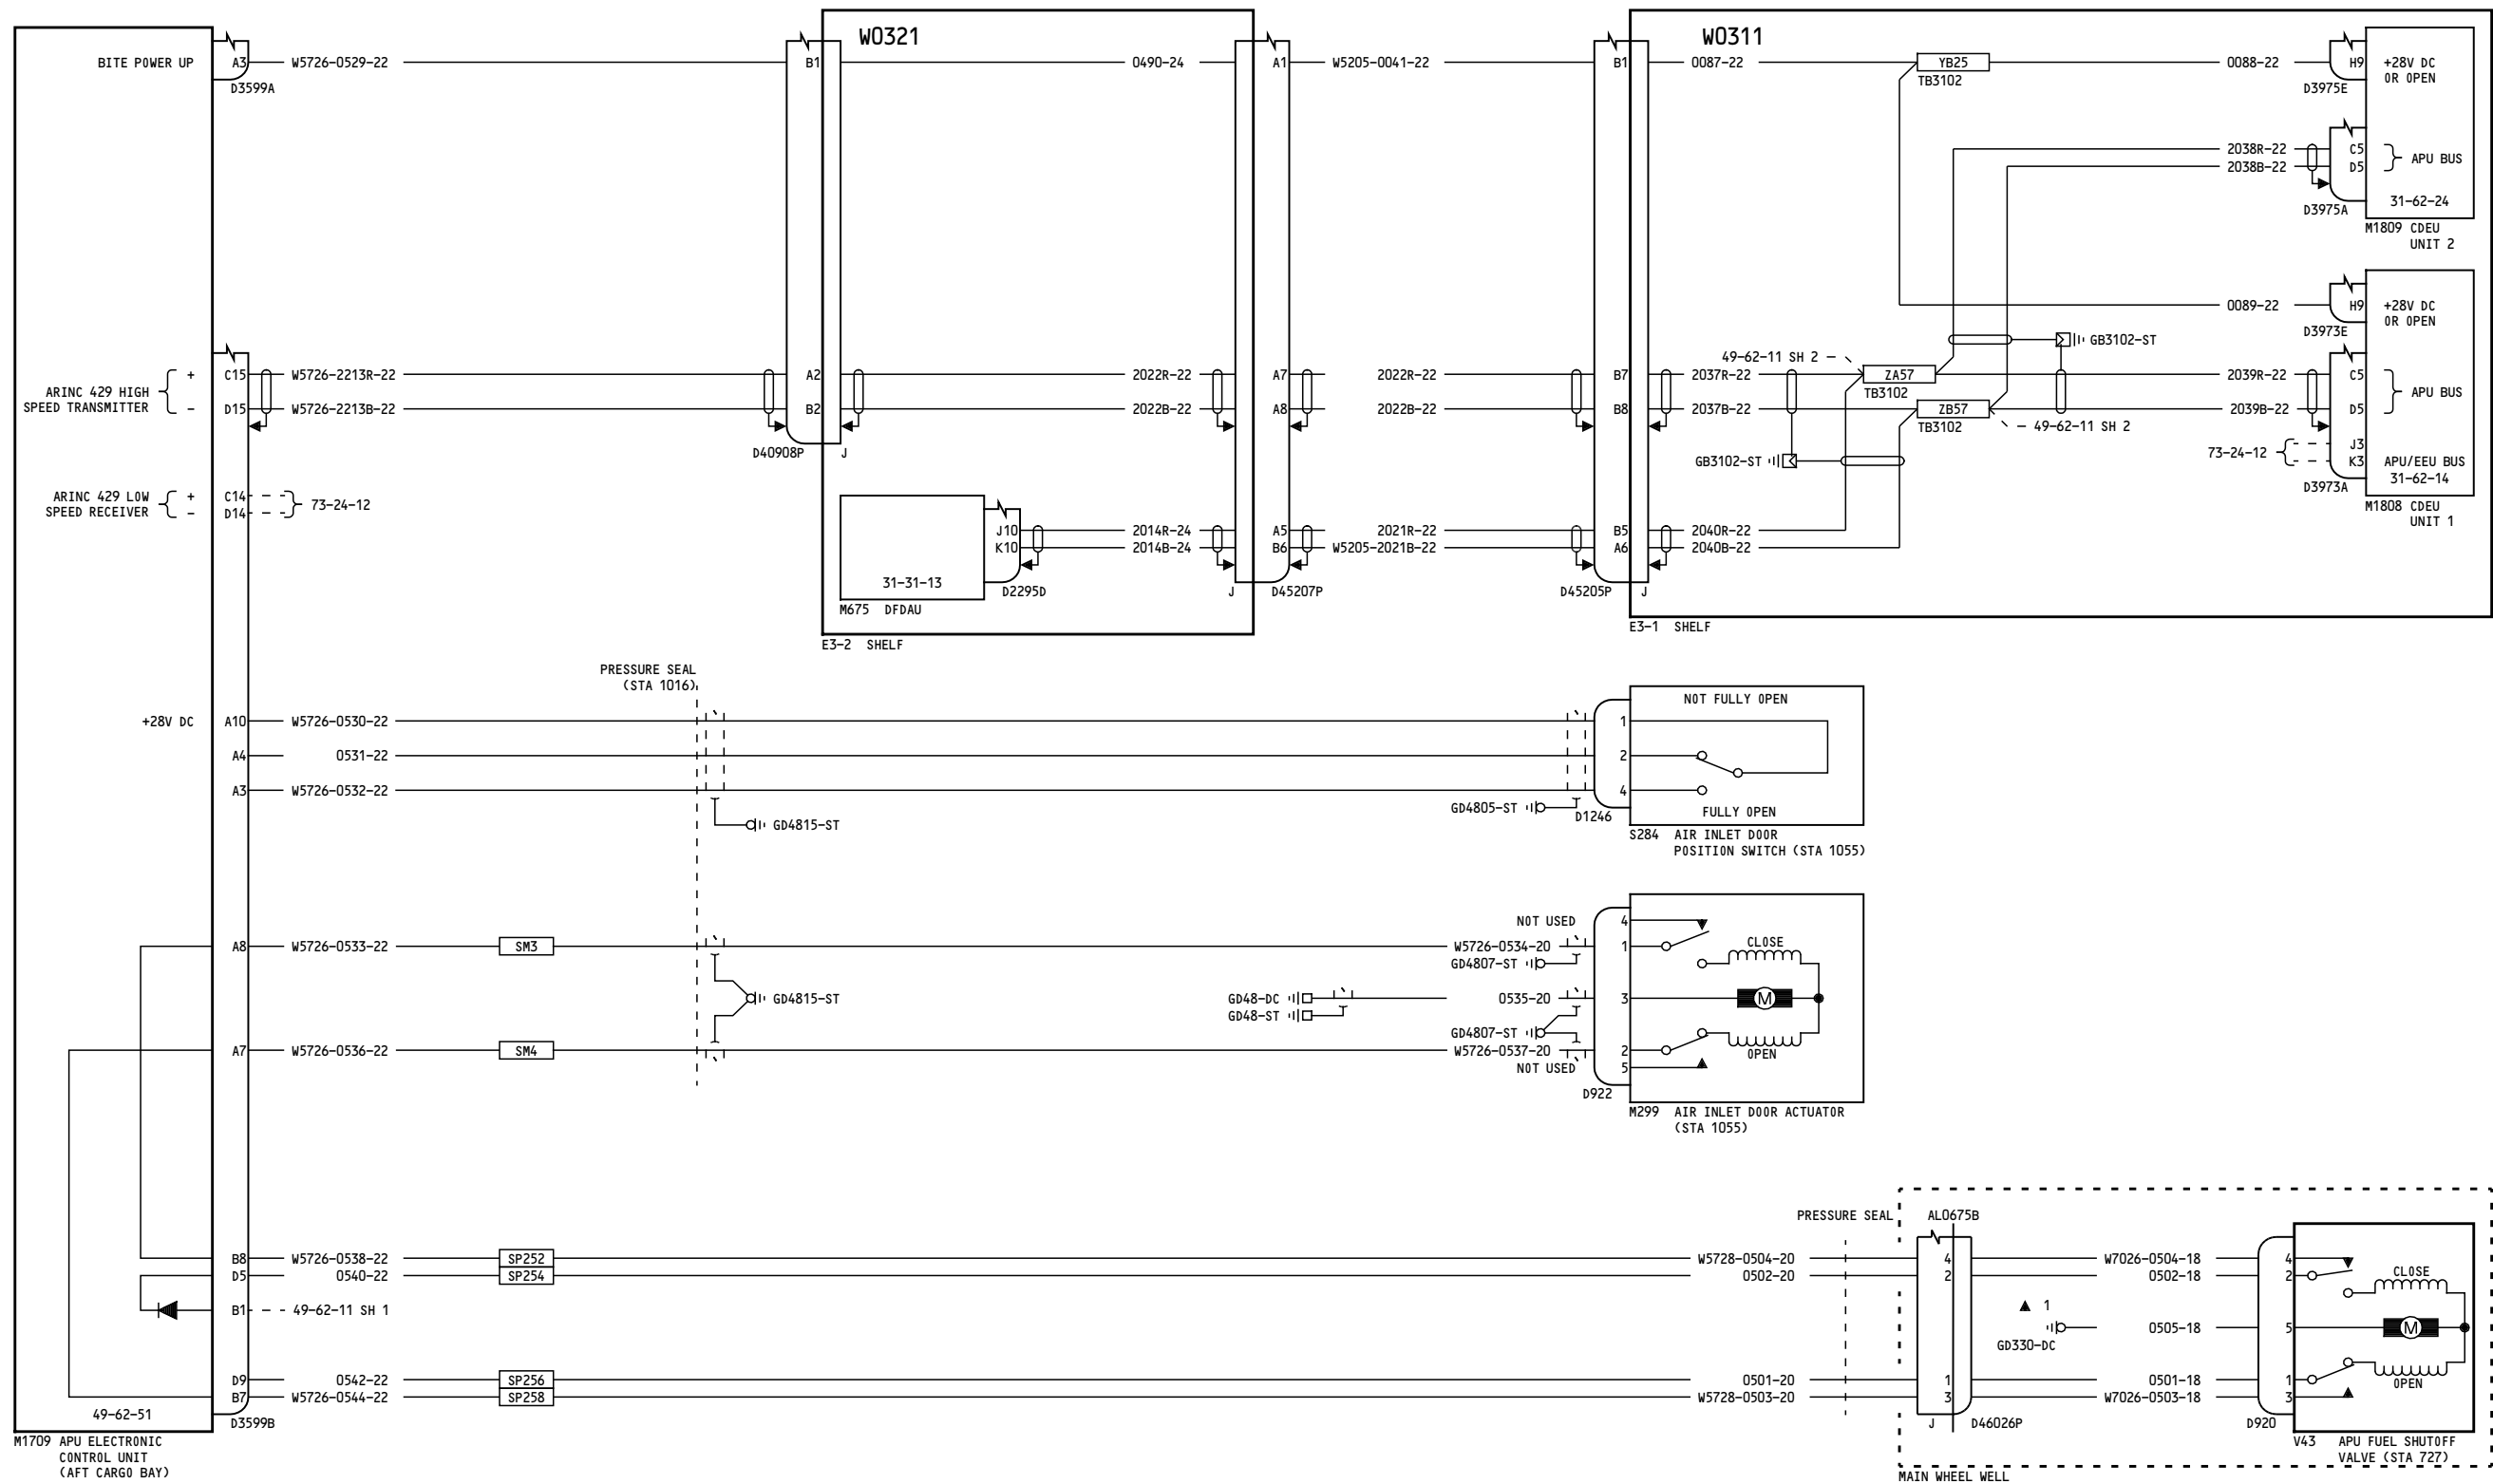 W0321
W0311
BITE POWER UP
A3
W5726-0529-22
B1
0490-24
A1
W5205-0041-22
B1
0087-22
YB25
0088-22
H9
+28V DC
OR OPEN
D3599A
TB3102
D3975E
2038R-22
C5
2038B-22
D5
APU BUS
31-62-24
D3975A
M1809 CDEU
UNIT 2
0089-22
H9
+28V DC
OR OPEN
D3973E
GB3102-ST
49-62-11 SH 2
ARINC 429 HIGH
SPEED TRANSMITTER
+
-
C15
W5726-2213R-22
A2
2022R-22
A7
2022R-22
B7
2037R-22
ZA57
TB3102
2039R-22
C5
D15
W5726-2213B-22
B2
2022B-22
A8
2022B-22
B8
2037B-22
ZB57
TB3102
2039B-22
D5
APU BUS
49-62-11 SH 2
D40908P
J
GB3102-ST
73-24-12
J3
K3
APU/EEU BUS
31-62-14
D3973A
M1808 CDEU
UNIT 1
ARINC 429 LOW
SPEED RECEIVER
+
-
C14
D14
73-24-12
J10
2014R-24
A5
2021R-22
B5
2040R-22
K10
2014B-24
B6
W5205-2021B-22
A6
2040B-22
31-31-13
D2295D
M675 DFDAU
J
D45207P
D45205P
J
E3-2 SHELF
E3-1 SHELF
PRESSURE SEAL
(STA 1016)
+28V DC
A10
W5726-0530-22
1
NOT FULLY OPEN
A4
0531-22
2
A3
W5726-0532-22
4
GD4815-ST
GD4805-ST
D1246
FULLY OPEN
S284 AIR INLET DOOR
POSITION SWITCH (STA 1055)
NOT USED
4
A8
W5726-0533-22
SM3
W5726-0534-20
1
CLOSE
GD4807-ST
GD4815-ST
GD48-DC
0535-20
3
M
GD48-ST
GD4807-ST
A7
W5726-0536-22
SM4
W5726-0537-20
2
OPEN
NOT USED
5
D922
M299 AIR INLET DOOR ACTUATOR
(STA 1055)
PRESSURE SEAL
AL0675B
B8
W5726-0538-22
SP252
W5728-0504-20
4
W7026-0504-18
4
D5
0540-22
SP254
0502-20
2
0502-18
2
CLOSE
B1
49-62-11 SH 1
1
GD330-DC
0505-18
5
M
D9
0542-22
SP256
0501-20
1
0501-18
1
B7
W5726-0544-22
SP258
W5728-0503-20
3
W7026-0503-18
3
OPEN
49-62-51
D3599B
J
D46026P
D920
M1709 APU ELECTRONIC
CONTROL UNIT
(AFT CARGO BAY)
V43 APU FUEL SHUTOFF
VALVE (STA 727)
MAIN WHEEL WELL